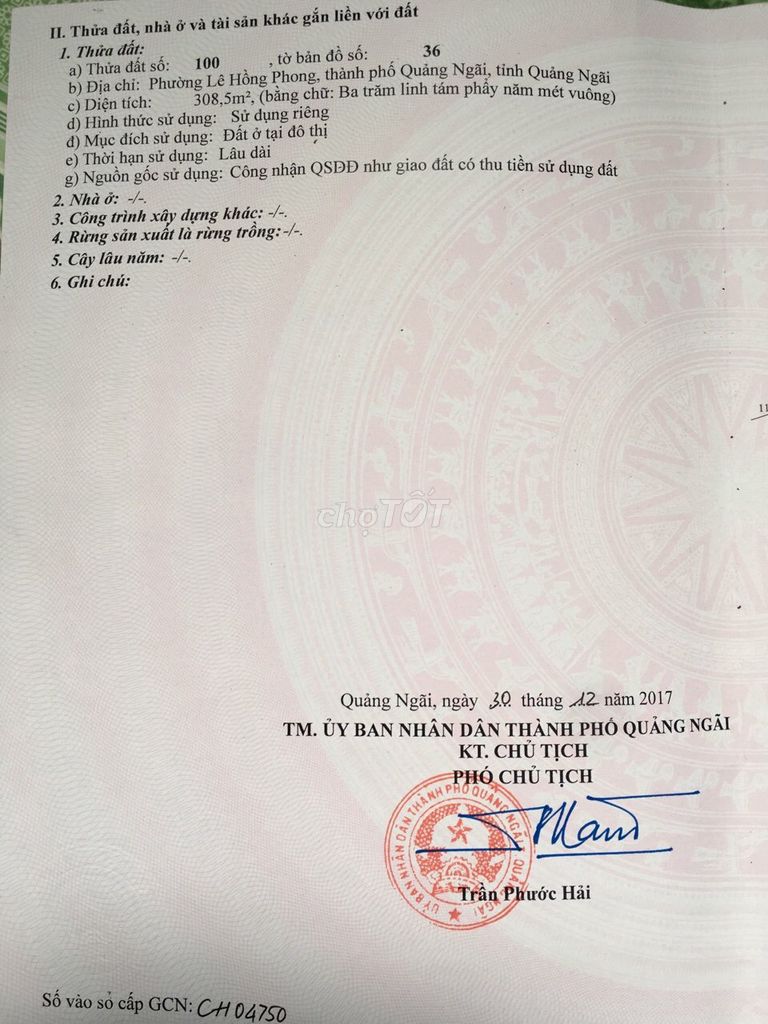 II. Thửa đất, nhà ở và tài sản khác gắn liền với đất
1. Thửa đất:
a) Thửa đất số: 100 , tờ bản đồ số: 36
b) Địa chỉ: Phường Lê Hồng Phong, thành phố Quảng Ngãi, tỉnh Quảng Ngãi
c) Diện tích: 308,5m², (bằng chữ: Ba trăm linh tám phẩy năm mét vuông)
d) Hình thức sử dụng: Sử dụng riêng
đ) Mục đích sử dụng: Đất ở tại đô thị
e) Thời hạn sử dụng: Lâu dài
g) Nguồn gốc sử dụng: Công nhận QSDĐ như giao đất có thu tiền sử dụng đất
2. Nhà ở: -/-.
3. Công trình xây dựng khác: -/-.
4. Rừng sản xuất là rừng trồng:-/-.
5. Cây lâu năm: -/-.
6. Ghi chú:
11
chợTỐT
Quảng Ngãi, ngày 30 tháng 12 năm 2017
TM. ỦY BAN NHÂN DÂN THÀNH PHỐ QUẢNG NGÃI
KT. CHỦ TỊCH
PHÓ CHỦ TỊCH
ỦY BAN NHÂN DÂN THÀNH PHỐ QUẢNG NGÃI
Trần Phước Hải
Số vào sổ cấp GCN: CH04750